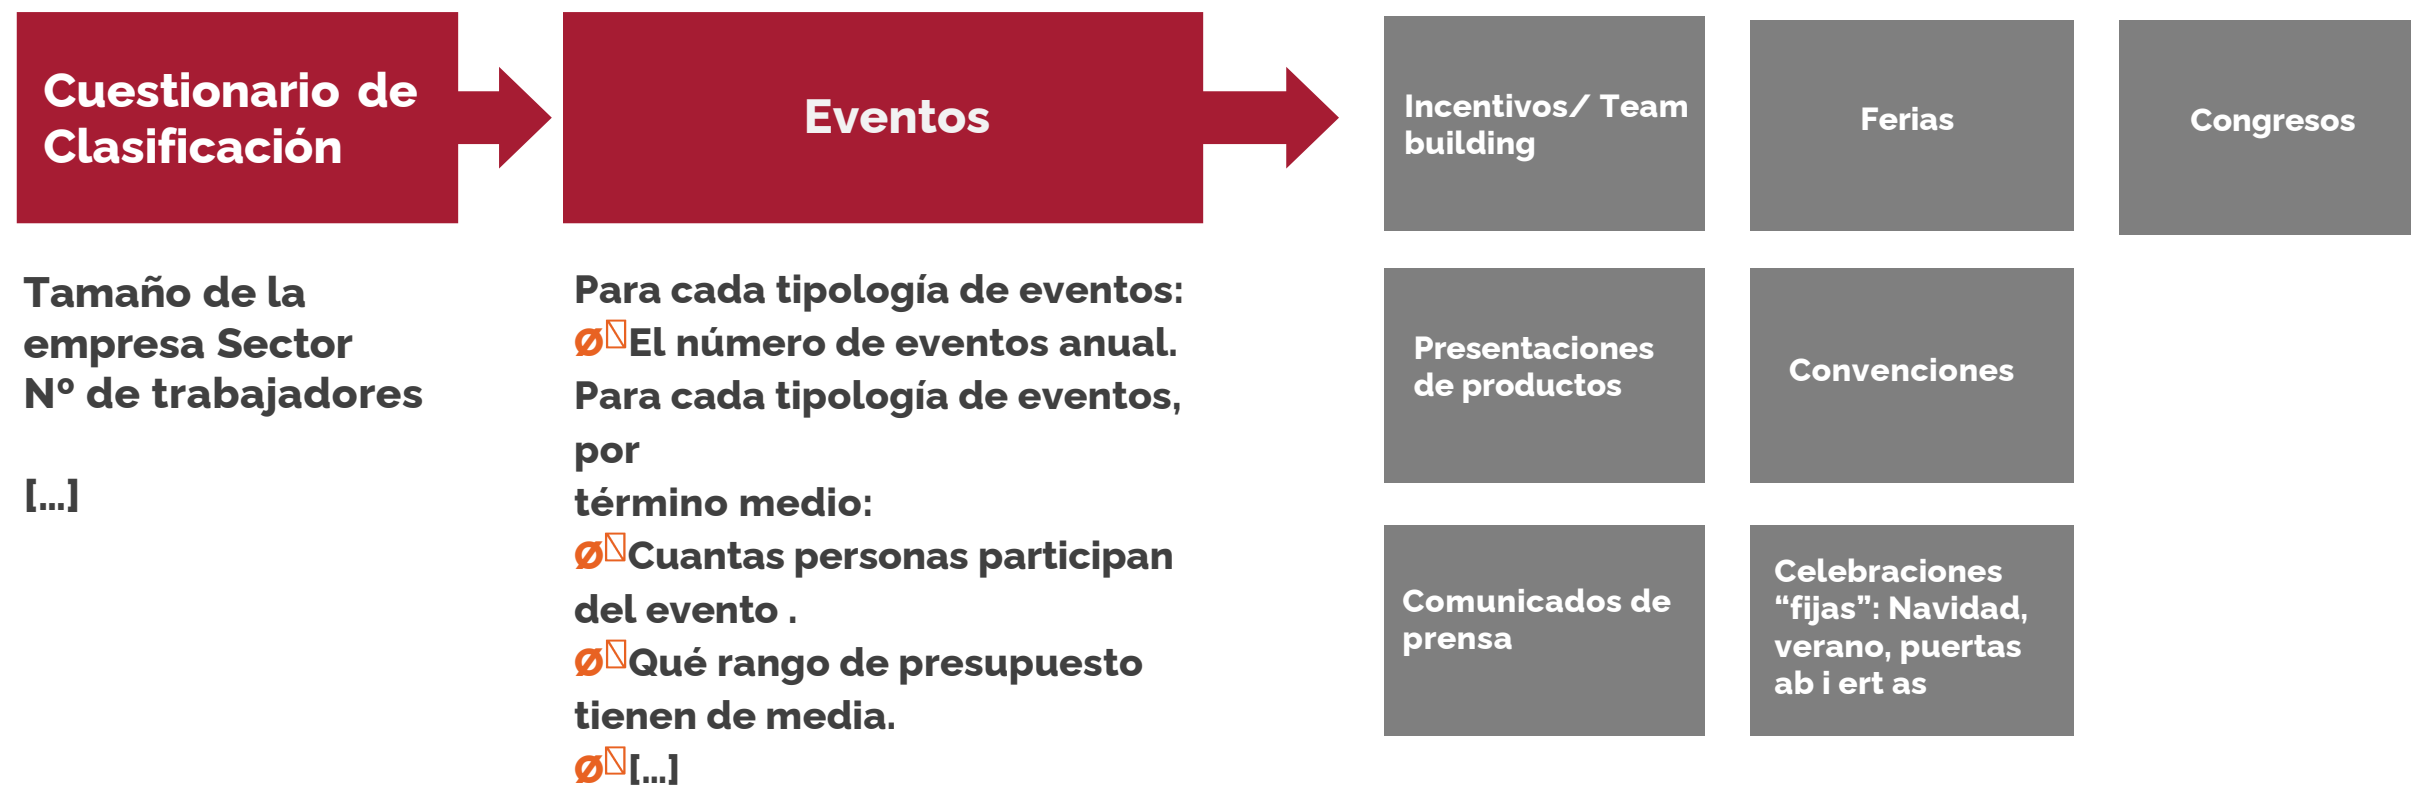 Cuestionario de
Clasificación
Tamaño de la
empresa Sector
Nº de trabajadores
[...]
Eventos
Para cada tipología de eventos:
Ø El número de eventos anual.
Para cada tipología de eventos,
por
término medio:
Ø Cuantas personas participan
del evento .
Ø Qué rango de presupuesto
tienen de media.
Ø [...]
Incentivos/ Team
building
Ferias
Congresos
Presentaciones
de productos
Convenciones
Comunicados de
prensa
Celebraciones
“fijas”: Navidad,
verano, puertas
ab i ert as